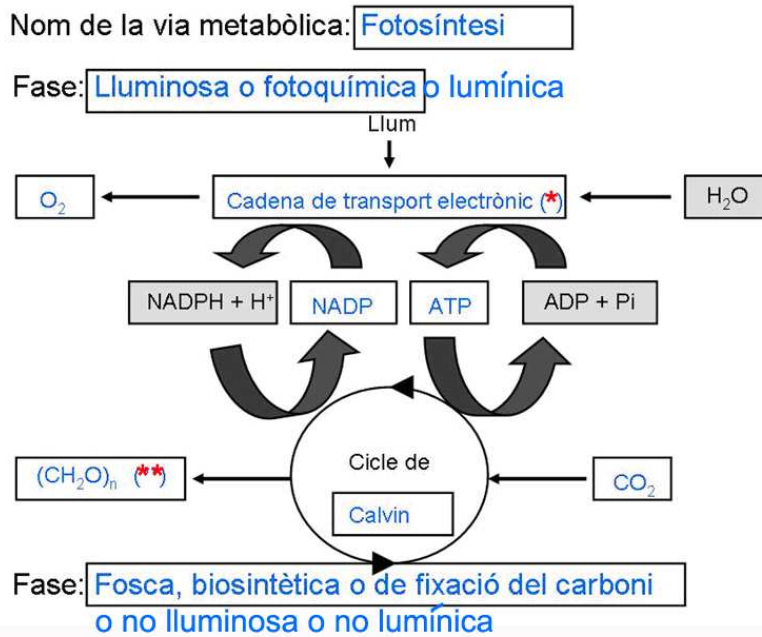 Nom de la via metabòlica: Fotosíntesi
Fase: Lluminosa o fotoquímica o lumínica
Llum
O₂
Cadena de transport electrònic (*)
H₂O
NADPH + H⁺
NADP
ATP
ADP + Pi
(CH₂O)ₙ (**)
Cicle de
Calvin
CO₂
Fase: Fosca, biosintètica o de fixació del carboni
o no lluminosa o no lumínica